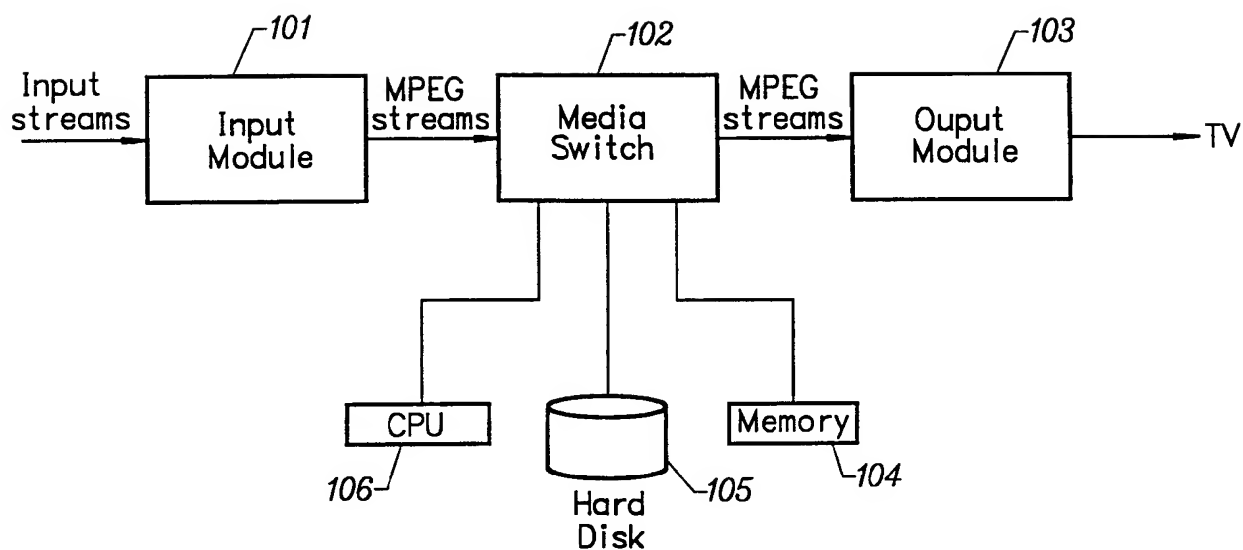 101
102
103
Input
streams
Input
Module
MPEG
streams
Media
Switch
MPEG
streams
Ouput
Module
TV
CPU
106
Hard
Disk
105
Memory
104